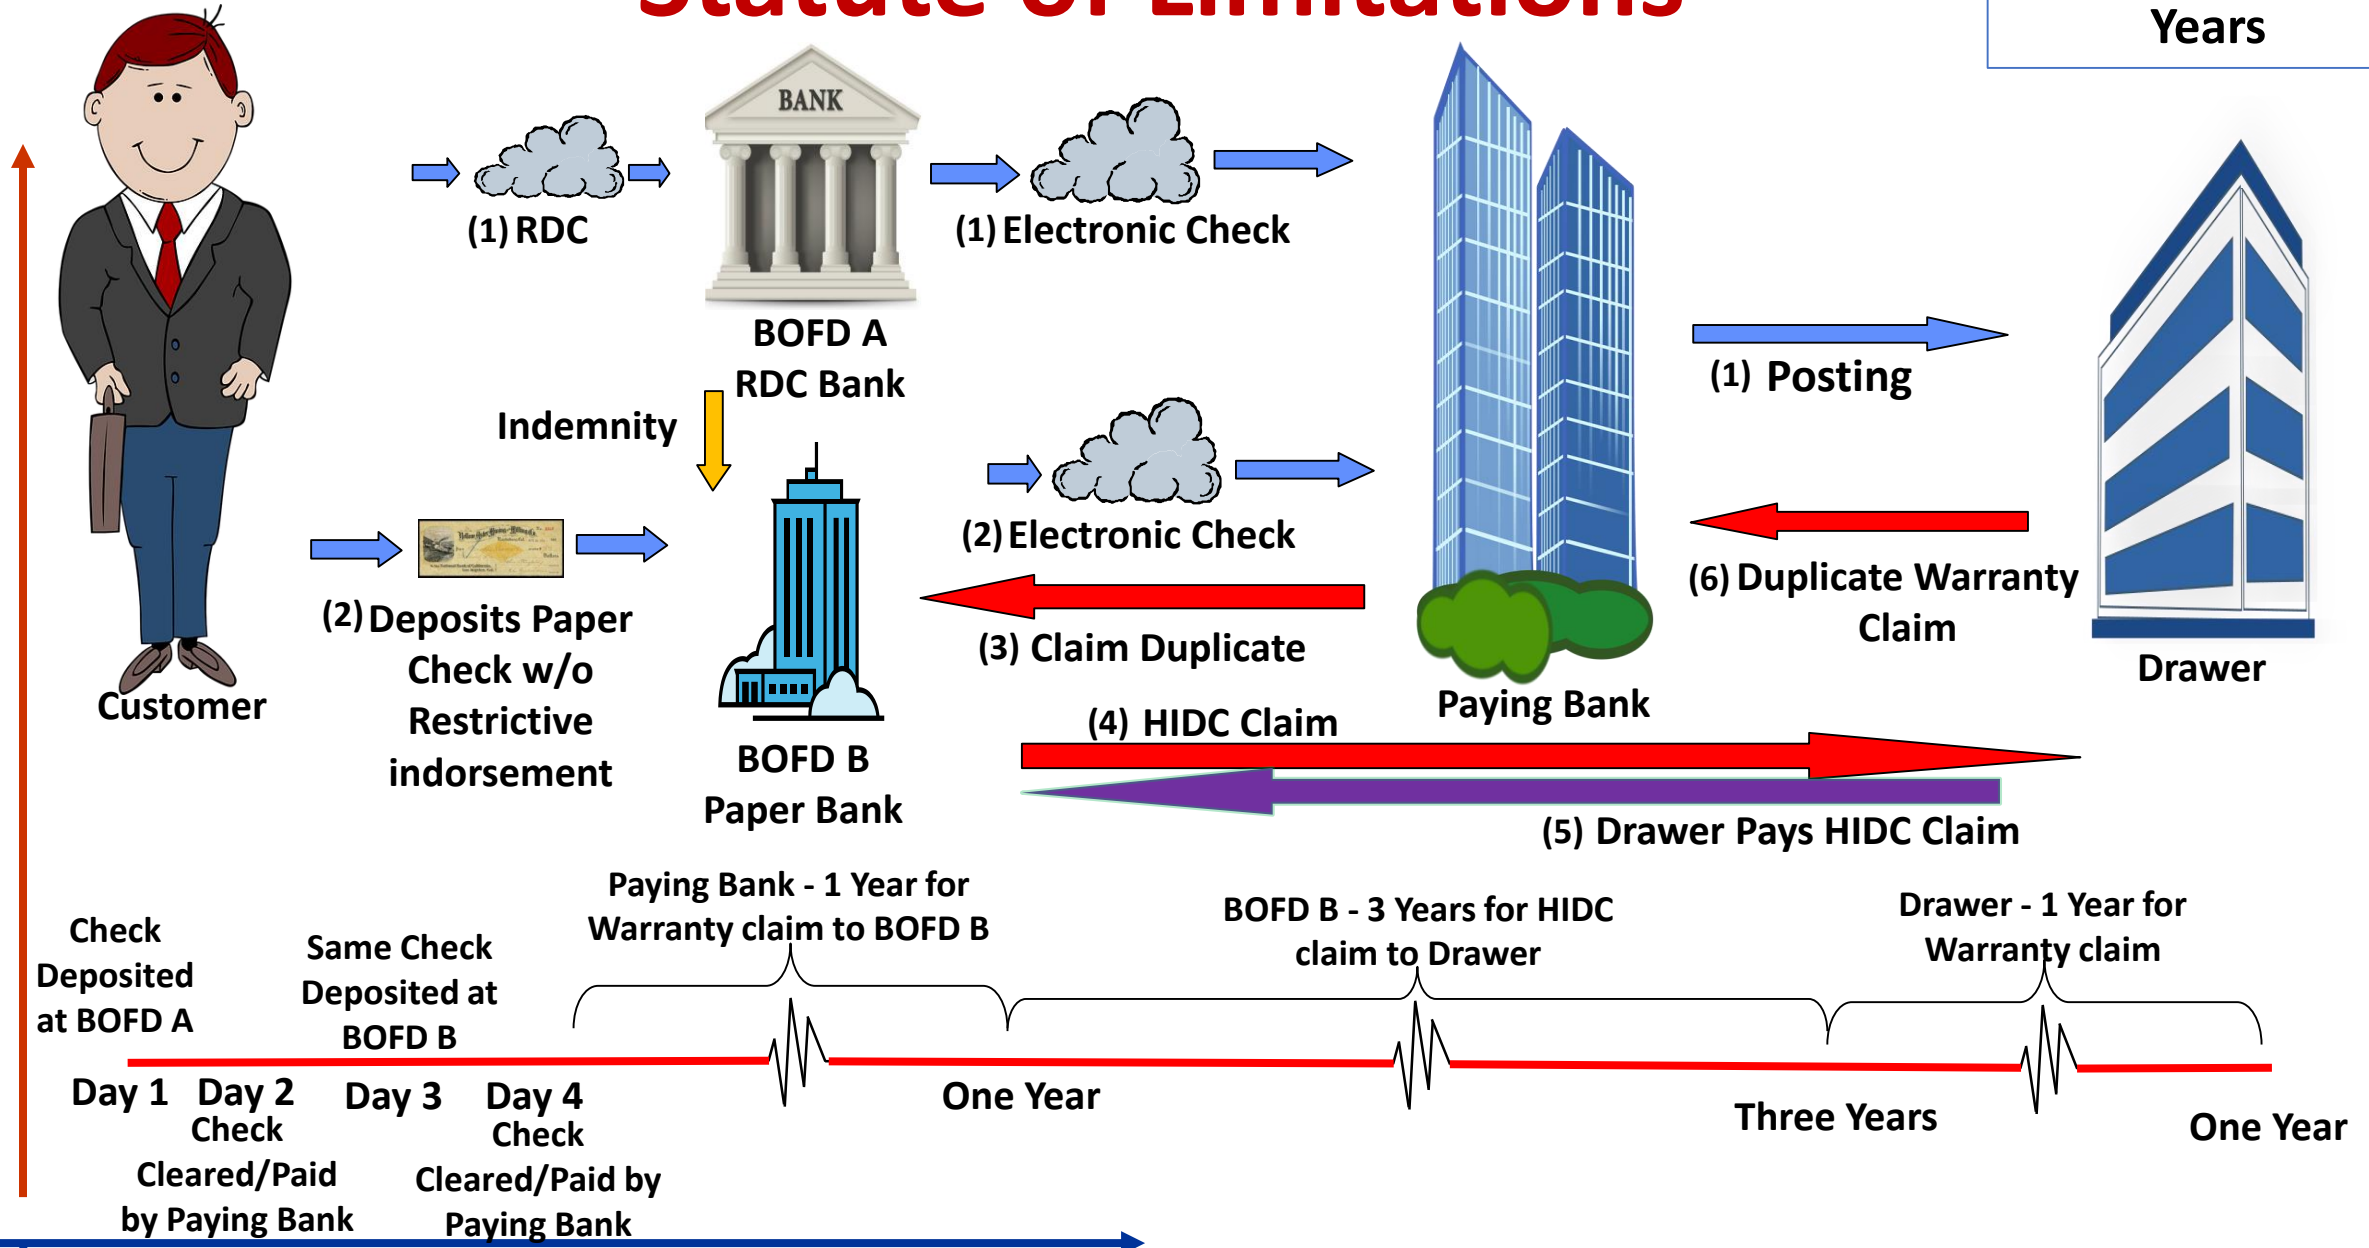 Statute of Limitations
Years
BANK
(1) RDC
(1) Electronic Check
BOFD A
RDC Bank
(1) Posting
Indemnity
(2) Electronic Check
(2) Deposits Paper
Check w/o
Restrictive
indorsement
(3) Claim Duplicate
(6) Duplicate Warranty
Claim
Customer
BOFD B
Paper Bank
Paying Bank
Drawer
(4) HIDC Claim
(5) Drawer Pays HIDC Claim
Check
Deposited
at BOFD A
Same Check
Deposited at
BOFD B
Paying Bank - 1 Year for
Warranty claim to BOFD B
BOFD B - 3 Years for HIDC
claim to Drawer
Drawer - 1 Year for
Warranty claim
Day 1
Day 2
Check
Cleared/Paid
by Paying Bank
Day 3
Day 4
Check
Cleared/Paid by
Paying Bank
One Year
Three Years
One Year